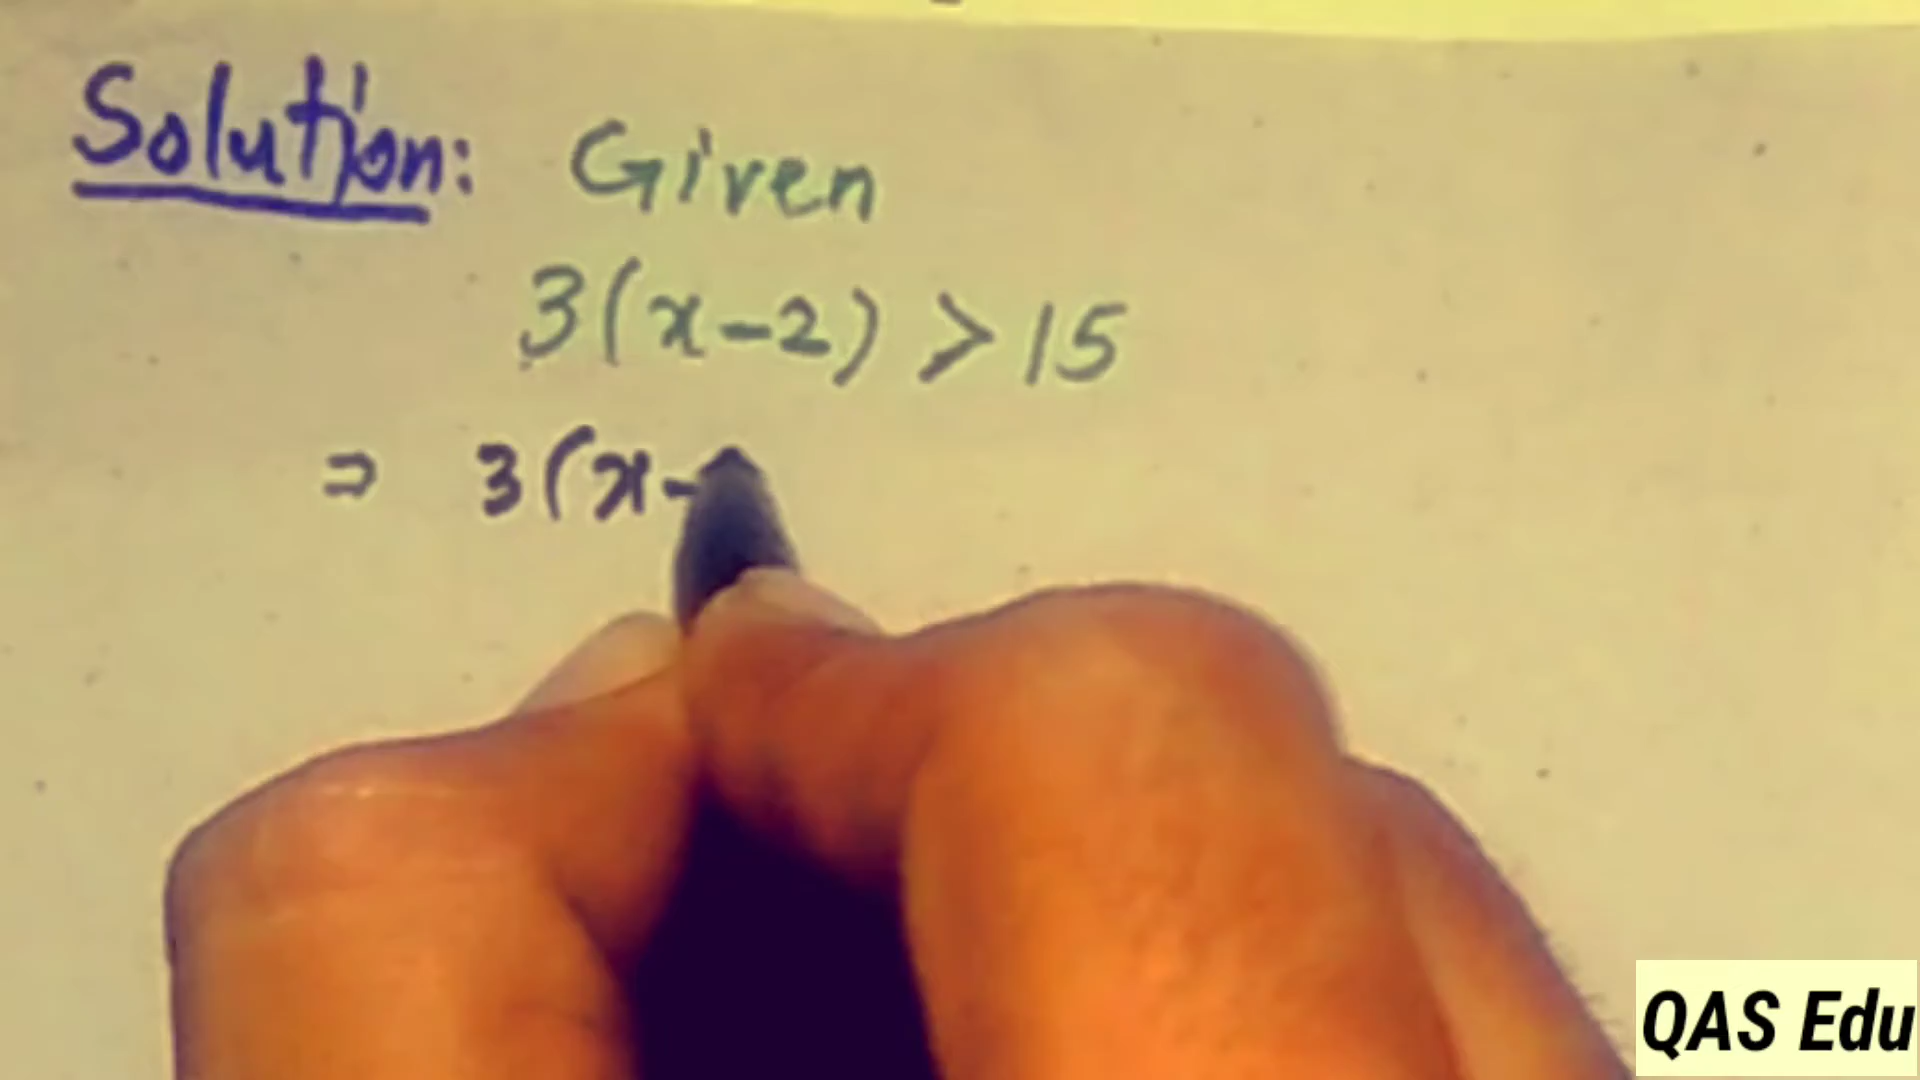 Solution: Given
3(x-2) > 15
⇒ 3(x-
QAS Edu